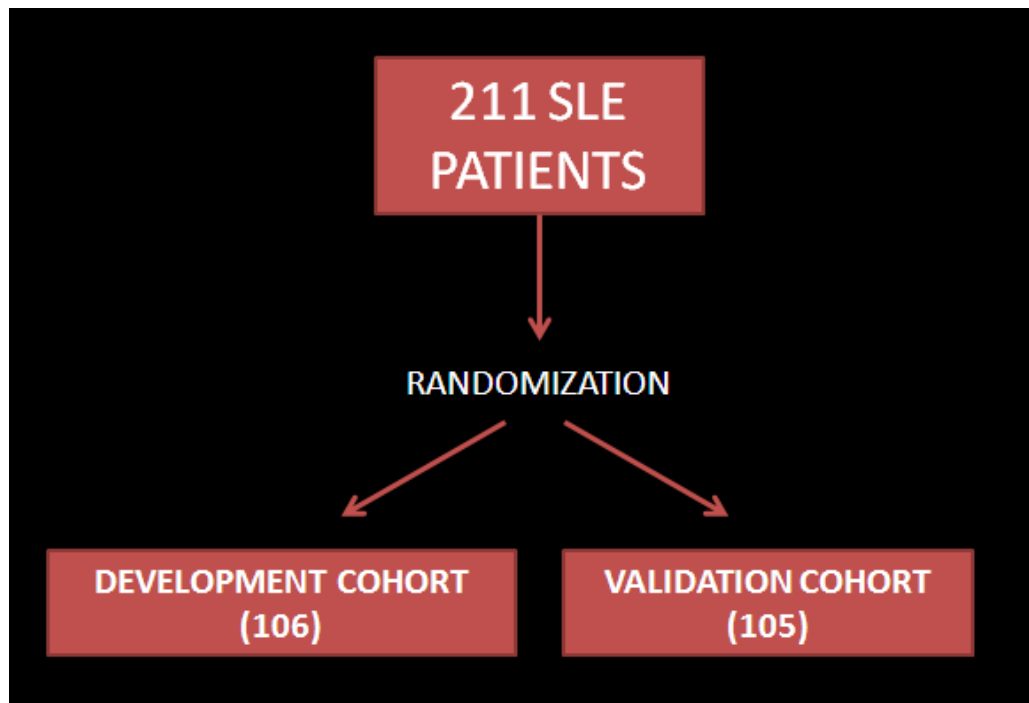 211 SLE
PATIENTS
RANDOMIZATION
DEVELOPMENT COHORT
(106)
VALIDATION COHORT
(105)